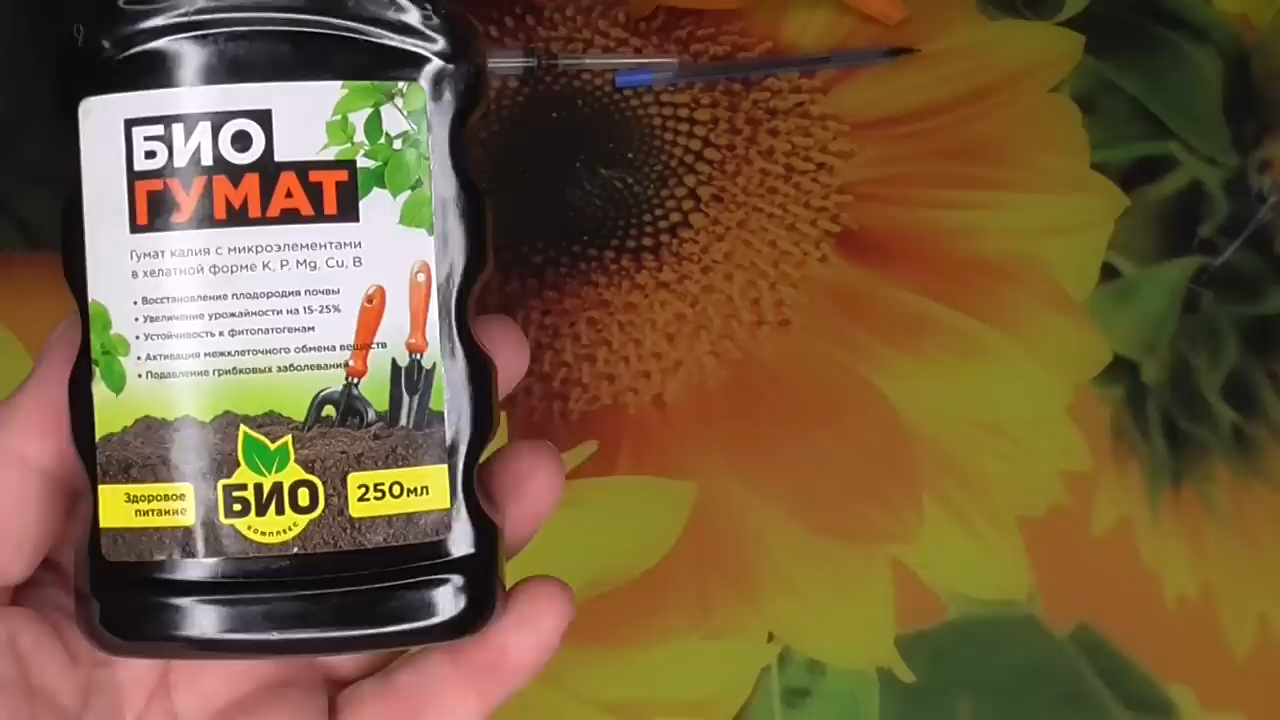 БИО
ГУМАТ
Гумат калия с микроэлементами
в хелатной форме K, P, Mg, Cu, B
• Восстановление плодородия почвы
• Увеличение урожайности на 15-25%
• Устойчивость к фитопатогенам
• Активация межклеточного обмена веществ
• Подавление грибковых заболеваний
Здоровое
питание
БИО
КОМПЛЕКС
250мл